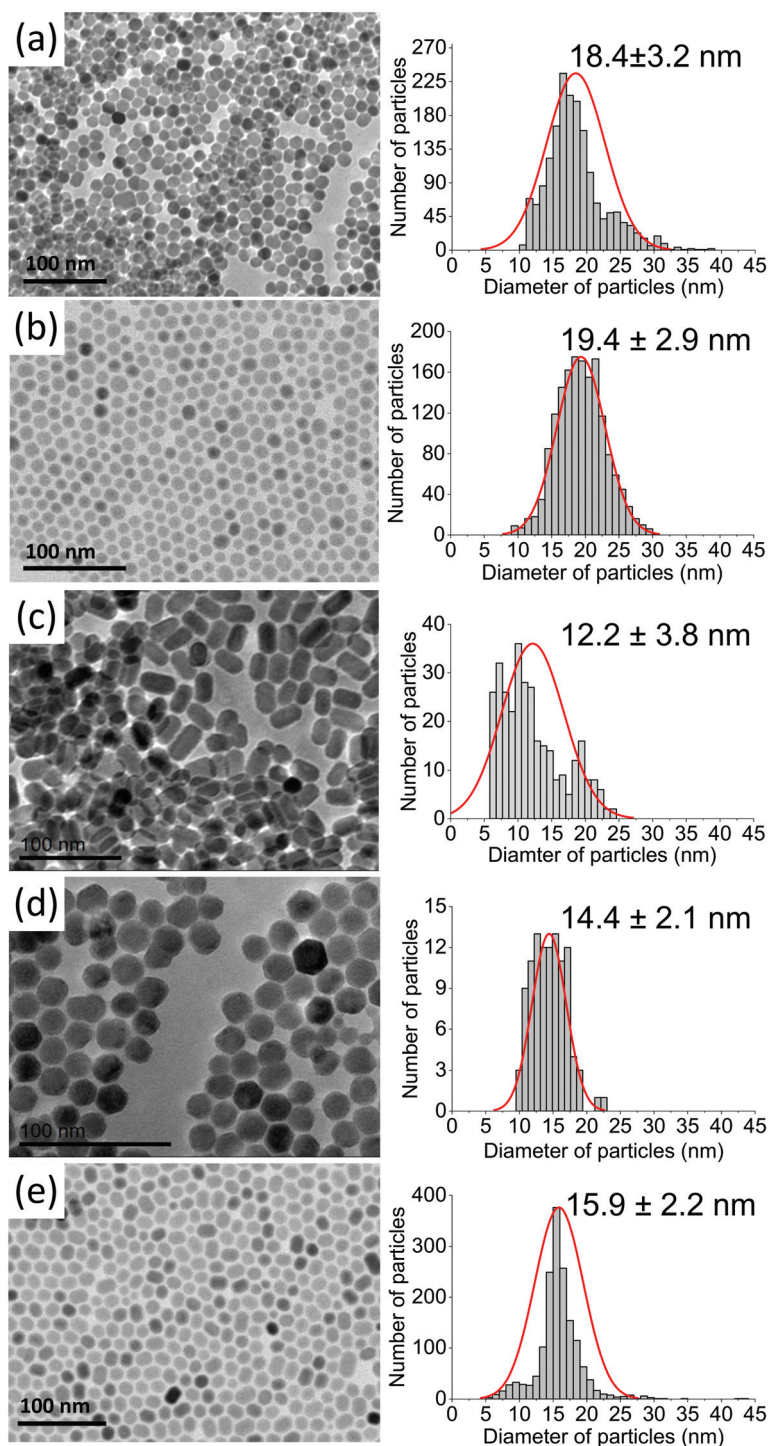 (a)
100 nm
18.4±3.2 nm
Number of particles
270
225
180
135
90
45
0
0 5 10 15 20 25 30 35 40 45
Diameter of particles (nm)
(b)
100 nm
19.4 ± 2.9 nm
Number of particles
200
160
120
80
40
0
0 5 10 15 20 25 30 35 40 45
Diameter of particles (nm)
(c)
100 nm
12.2 ± 3.8 nm
Number of particles
40
30
20
10
0
0 5 10 15 20 25 30 35 40 45
Diamter of particles (nm)
(d)
100 nm
14.4 ± 2.1 nm
Number of particles
15
12
9
6
3
0
0 5 10 15 20 25 30 35 40 45
Diameter of particles (nm)
(e)
100 nm
15.9 ± 2.2 nm
Number of particles
400
300
200
100
0
0 5 10 15 20 25 30 35 40 45
Diameter of particles (nm)